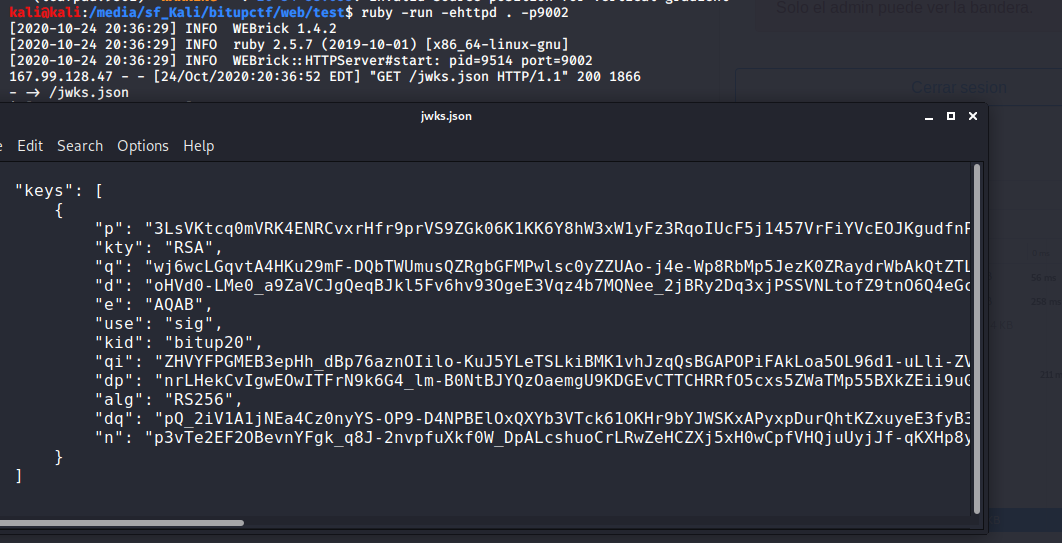 kali@kali:/media/sf_Kali/bitupctf/web/test$ ruby -run -ehttpd . -p9002
Solo el admin puede ver la bandera.
[2020-10-24 20:36:29] INFO  WEBrick 1.4.2
[2020-10-24 20:36:29] INFO  ruby 2.5.7 (2019-10-01) [x86_64-linux-gnu]
[2020-10-24 20:36:29] INFO  WEBrick::HTTPServer#start: pid=9514 port=9002
167.99.128.47 - - [24/Oct/2020:20:36:52 EDT] "GET /jwks.json HTTP/1.1" 200 1866
- → /jwks.json
Cerrar sesión
jwks.json
Edit Search Options Help
"keys": [
{
"p": "3LsVKtcq0mVRK4ENRCvxrHfr9prVS9ZGk06K1KK6Y8hW3xW1yFz3RqoIUcF5j1457VrFiYVcEOJKgudfnP
"kty": "RSA",
"q": "wj6wcLGqvtA4HKu29mF-DQbTWUmusQZRgbGFMPwlsc0yZZUAo-j4e-Wp8RbMp5JezK0ZRaydrWbAkQtZTL
"d": "oHVd0-LMe0_a9ZaVCJgQeqBJkl5Fv6hv93OgeE3Vqz4b7MQNee_2jBRy2Dq3xjPSSVNLtofZ9tnO6Q4eGc
"e": "AQAB",
"use": "sig",
"kid": "bitup20",
"qi": "ZHVYFPGMEB3epHh_dBp76aznOIilo-KuJ5YLeTSLkiBMK1vhJzqQsBGAPOPiFAkLoa5OL96d1-uLli-ZV
"dp": "nrLHekCvIgwEOwITFrN9k6G4_lm-B0NtBJYQzOaemgU9KDGEvCTTCHRRfO5cxs5ZWaTMp55BXkZEii9uG
"alg": "RS256",
"dq": "pQ_2iV1A1jNEa4Cz0nyYS-OP9-D4NPBElOxQXYb3VTck61OKHr9bYJWSKxAPyxpDurQhtKZxuyeE3fyB3
"n": "p3vTe2EF2OBevnYFgk_q8J-2nvpfuXkf0W_DpALcshuoCrLRwZeHCZXj5xH0wCpfVHQjuUyjJf-qKXHp8y
}
]